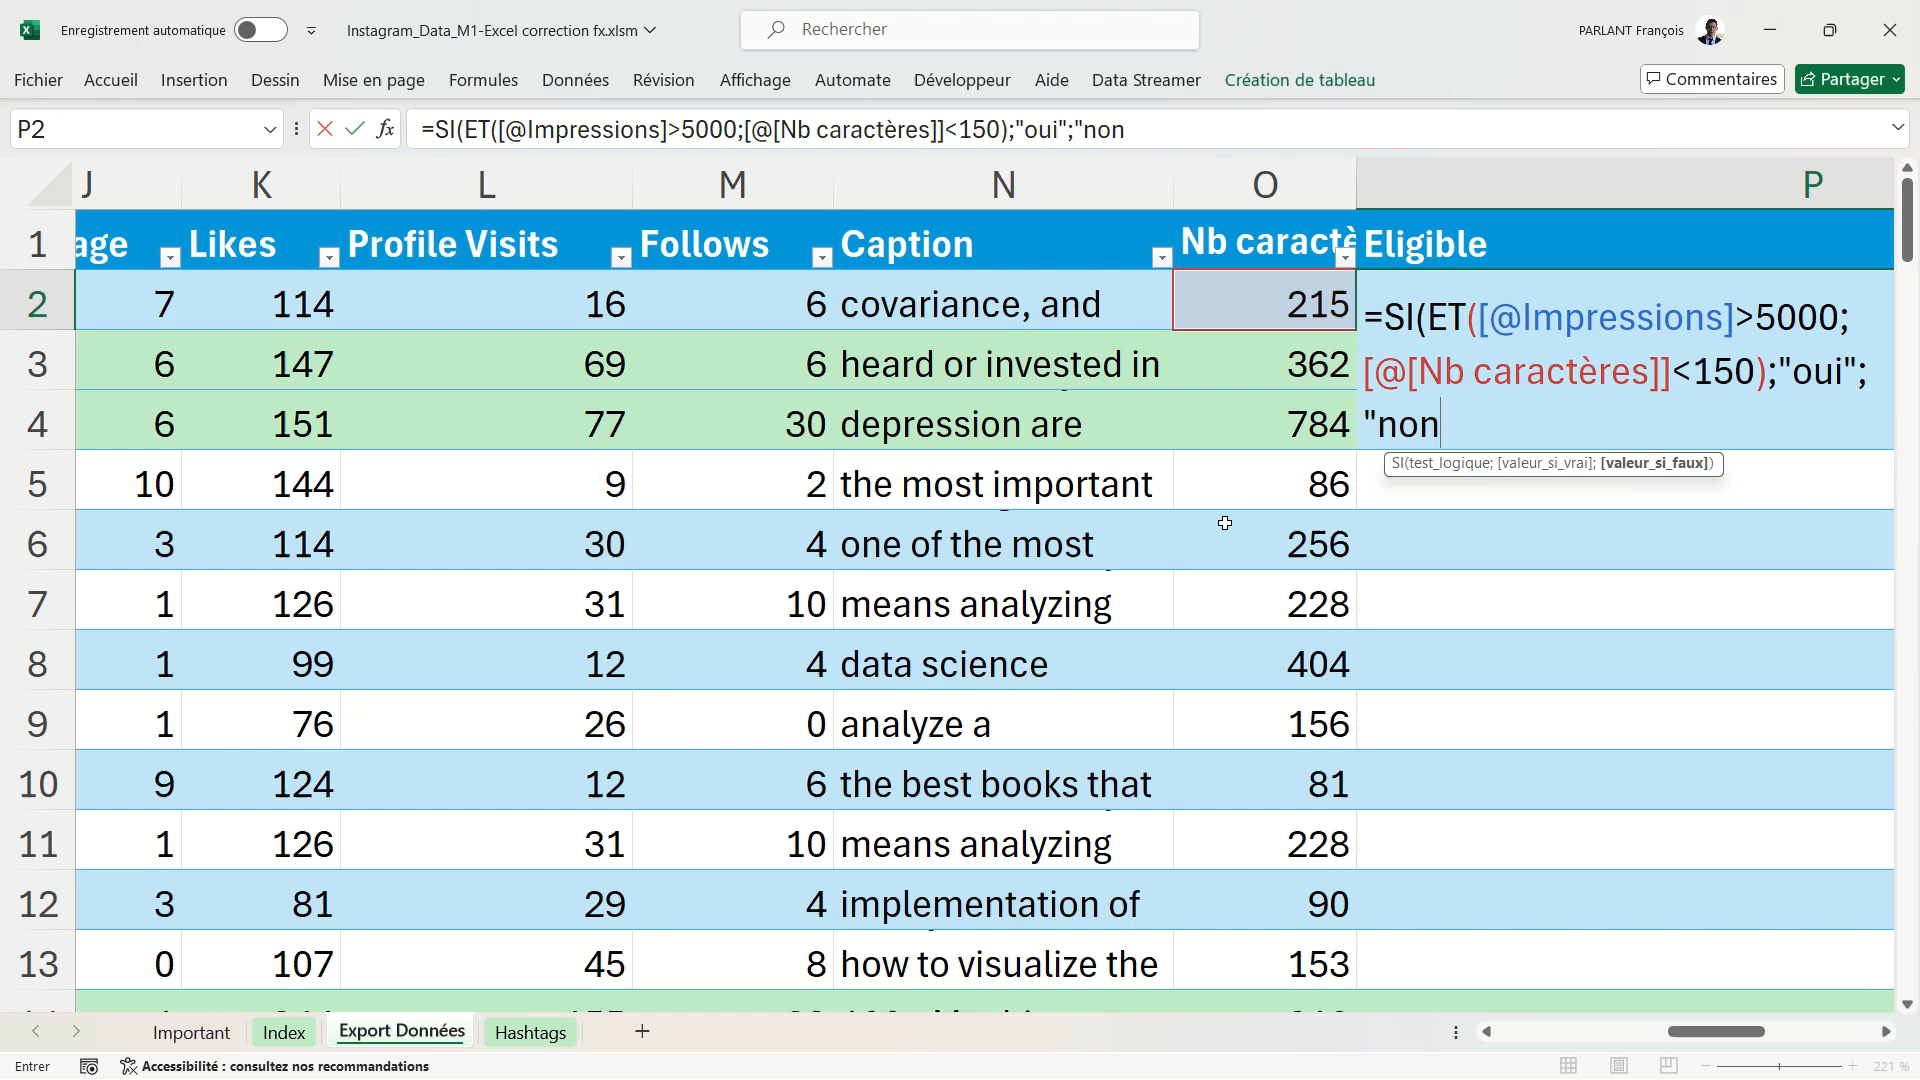 Enregistrement automatique
Instagram_Data_M1-Excel correction fx.xlsm
Rechercher
PARLANT François
Fichier Accueil Insertion Dessin Mise en page Formules Données Révision Affichage Automate Développeur Aide Data Streamer Création de tableau
Commentaires
Partager
P2
fx
=SI(ET([@Impressions]>5000;[@[Nb caractères]]<150);"oui";"non
J K L M N O P
1 age Likes Profile Visits Follows Caption Nb caractè Eligible
2 7 114 16 6 covariance, and 215
=SI(ET([@Impressions]>5000;
[@[Nb caractères]]<150);"oui";
"non
SI(test_logique; [valeur_si_vrai]; [valeur_si_faux])
3 6 147 69 6 heard or invested in 362
4 6 151 77 30 depression are 784
5 10 144 9 2 the most important 86
6 3 114 30 4 one of the most 256
7 1 126 31 10 means analyzing 228
8 1 99 12 4 data science 404
9 1 76 26 0 analyze a 156
10 9 124 12 6 the best books that 81
11 1 126 31 10 means analyzing 228
12 3 81 29 4 implementation of 90
13 0 107 45 8 how to visualize the 153
Important Index Export Données Hashtags
Entrer
Accessibilité : consultez nos recommandations
221 %